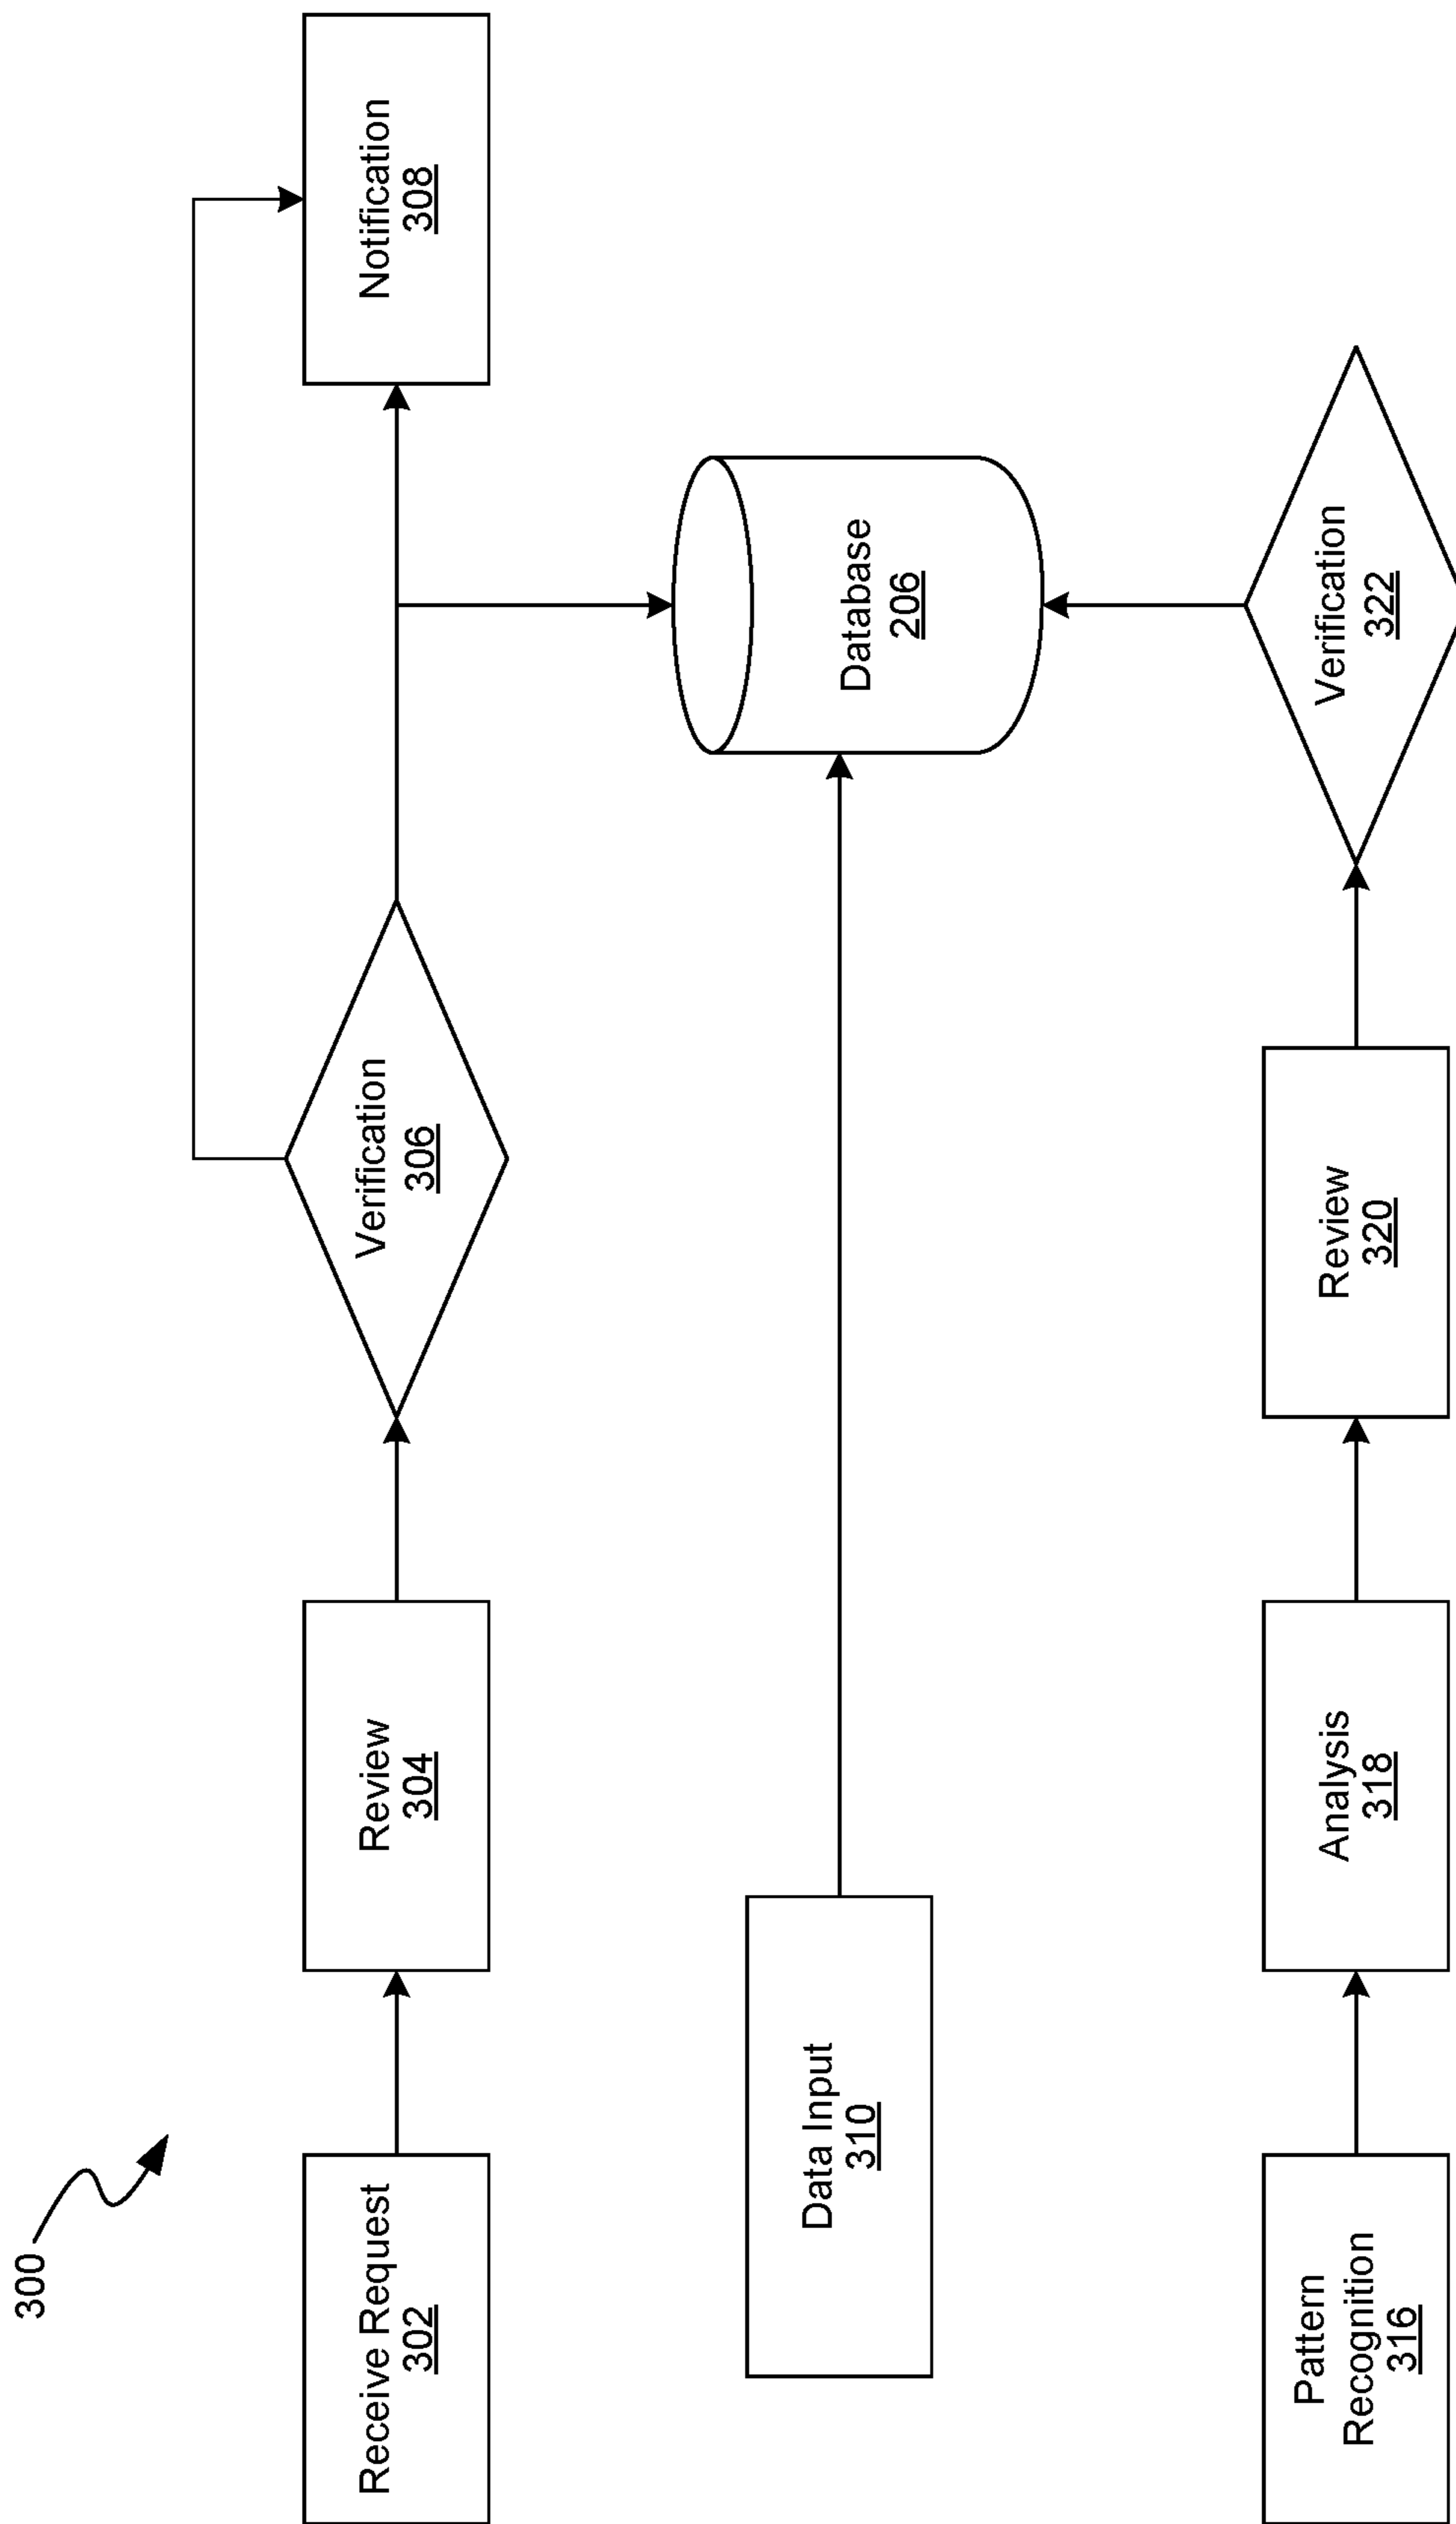 300
Receive Request
302
Review
304
Verification
306
Notification
308
Data Input
310
Database
206
Pattern
Recognition
316
Analysis
318
Review
320
Verification
322